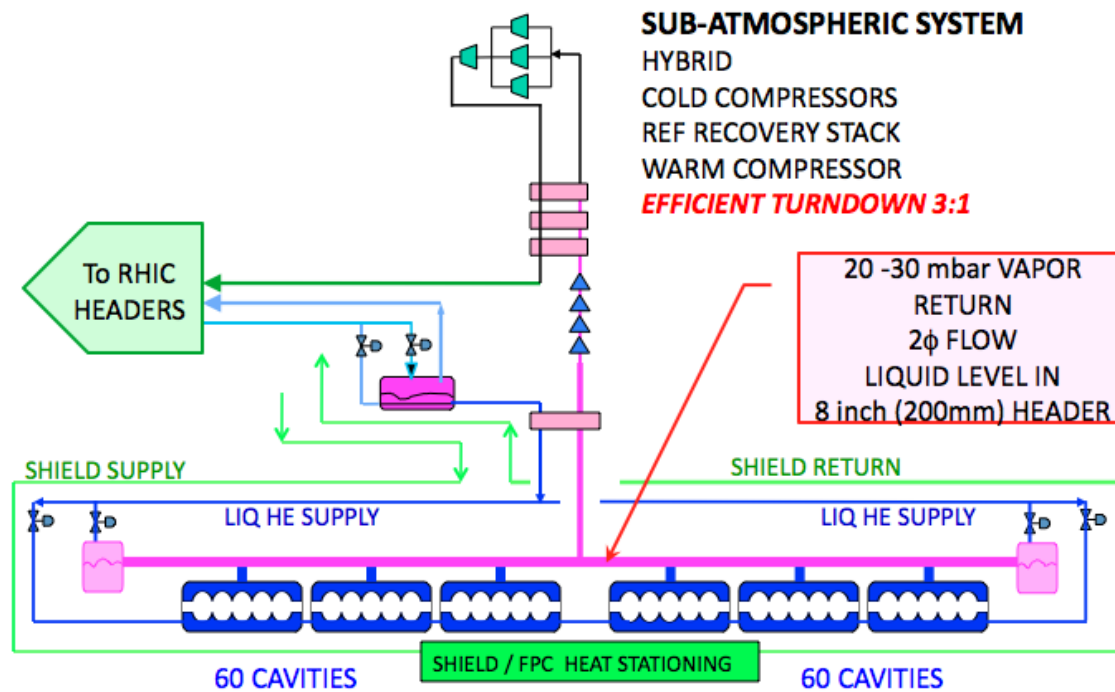 SUB-ATMOSPHERIC SYSTEM
HYBRID
COLD COMPRESSORS
REF RECOVERY STACK
WARM COMPRESSOR
EFFICIENT TURNDOWN 3:1
To RHIC
HEADERS
20 -30 mbar VAPOR
RETURN
2ϕ FLOW
LIQUID LEVEL IN
8 inch (200mm) HEADER
SHIELD SUPPLY
SHIELD RETURN
LIQ HE SUPPLY
LIQ HE SUPPLY
60 CAVITIES
SHIELD / FPC HEAT STATIONING
60 CAVITIES